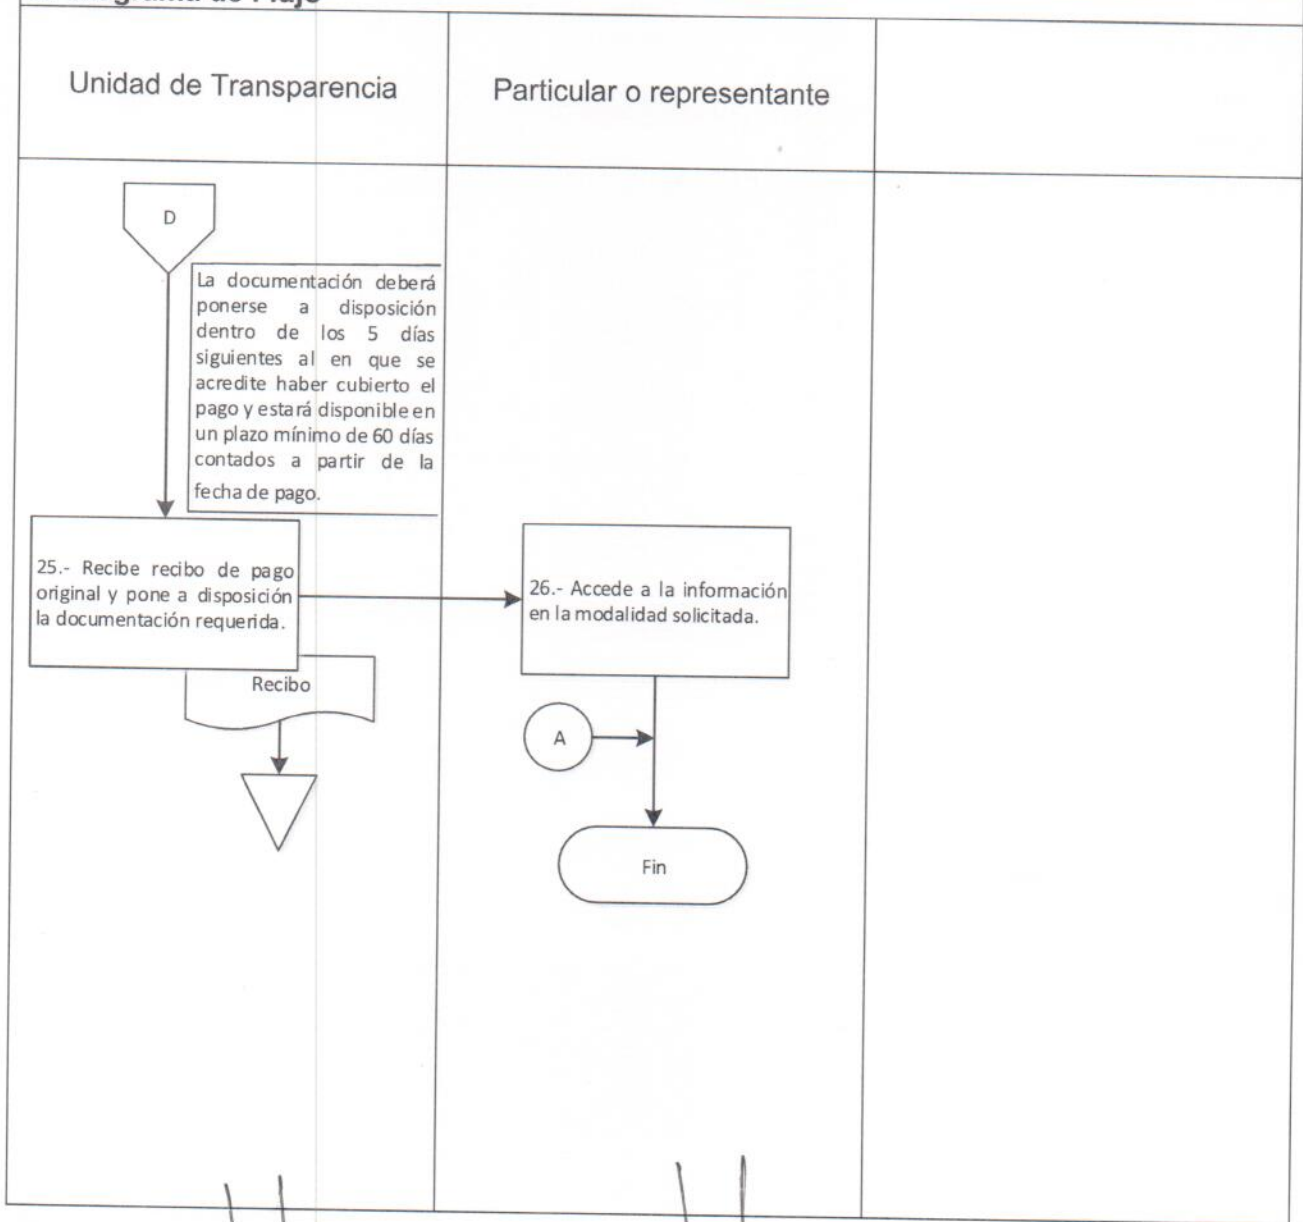 de Flujo
Unidad de Transparencia
Particular o representante
D
La documentación deberá
ponerse a disposición
dentro de los 5 días
siguientes al en que se
acredite haber cubierto el
pago y estará disponible en
un plazo mínimo de 60 días
contados a partir de la
fecha de pago.
25.- Recibe recibo de pago
original y pone a disposición
la documentación requerida.
Recibo
26.- Accede a la información
en la modalidad solicitada.
A
Fin